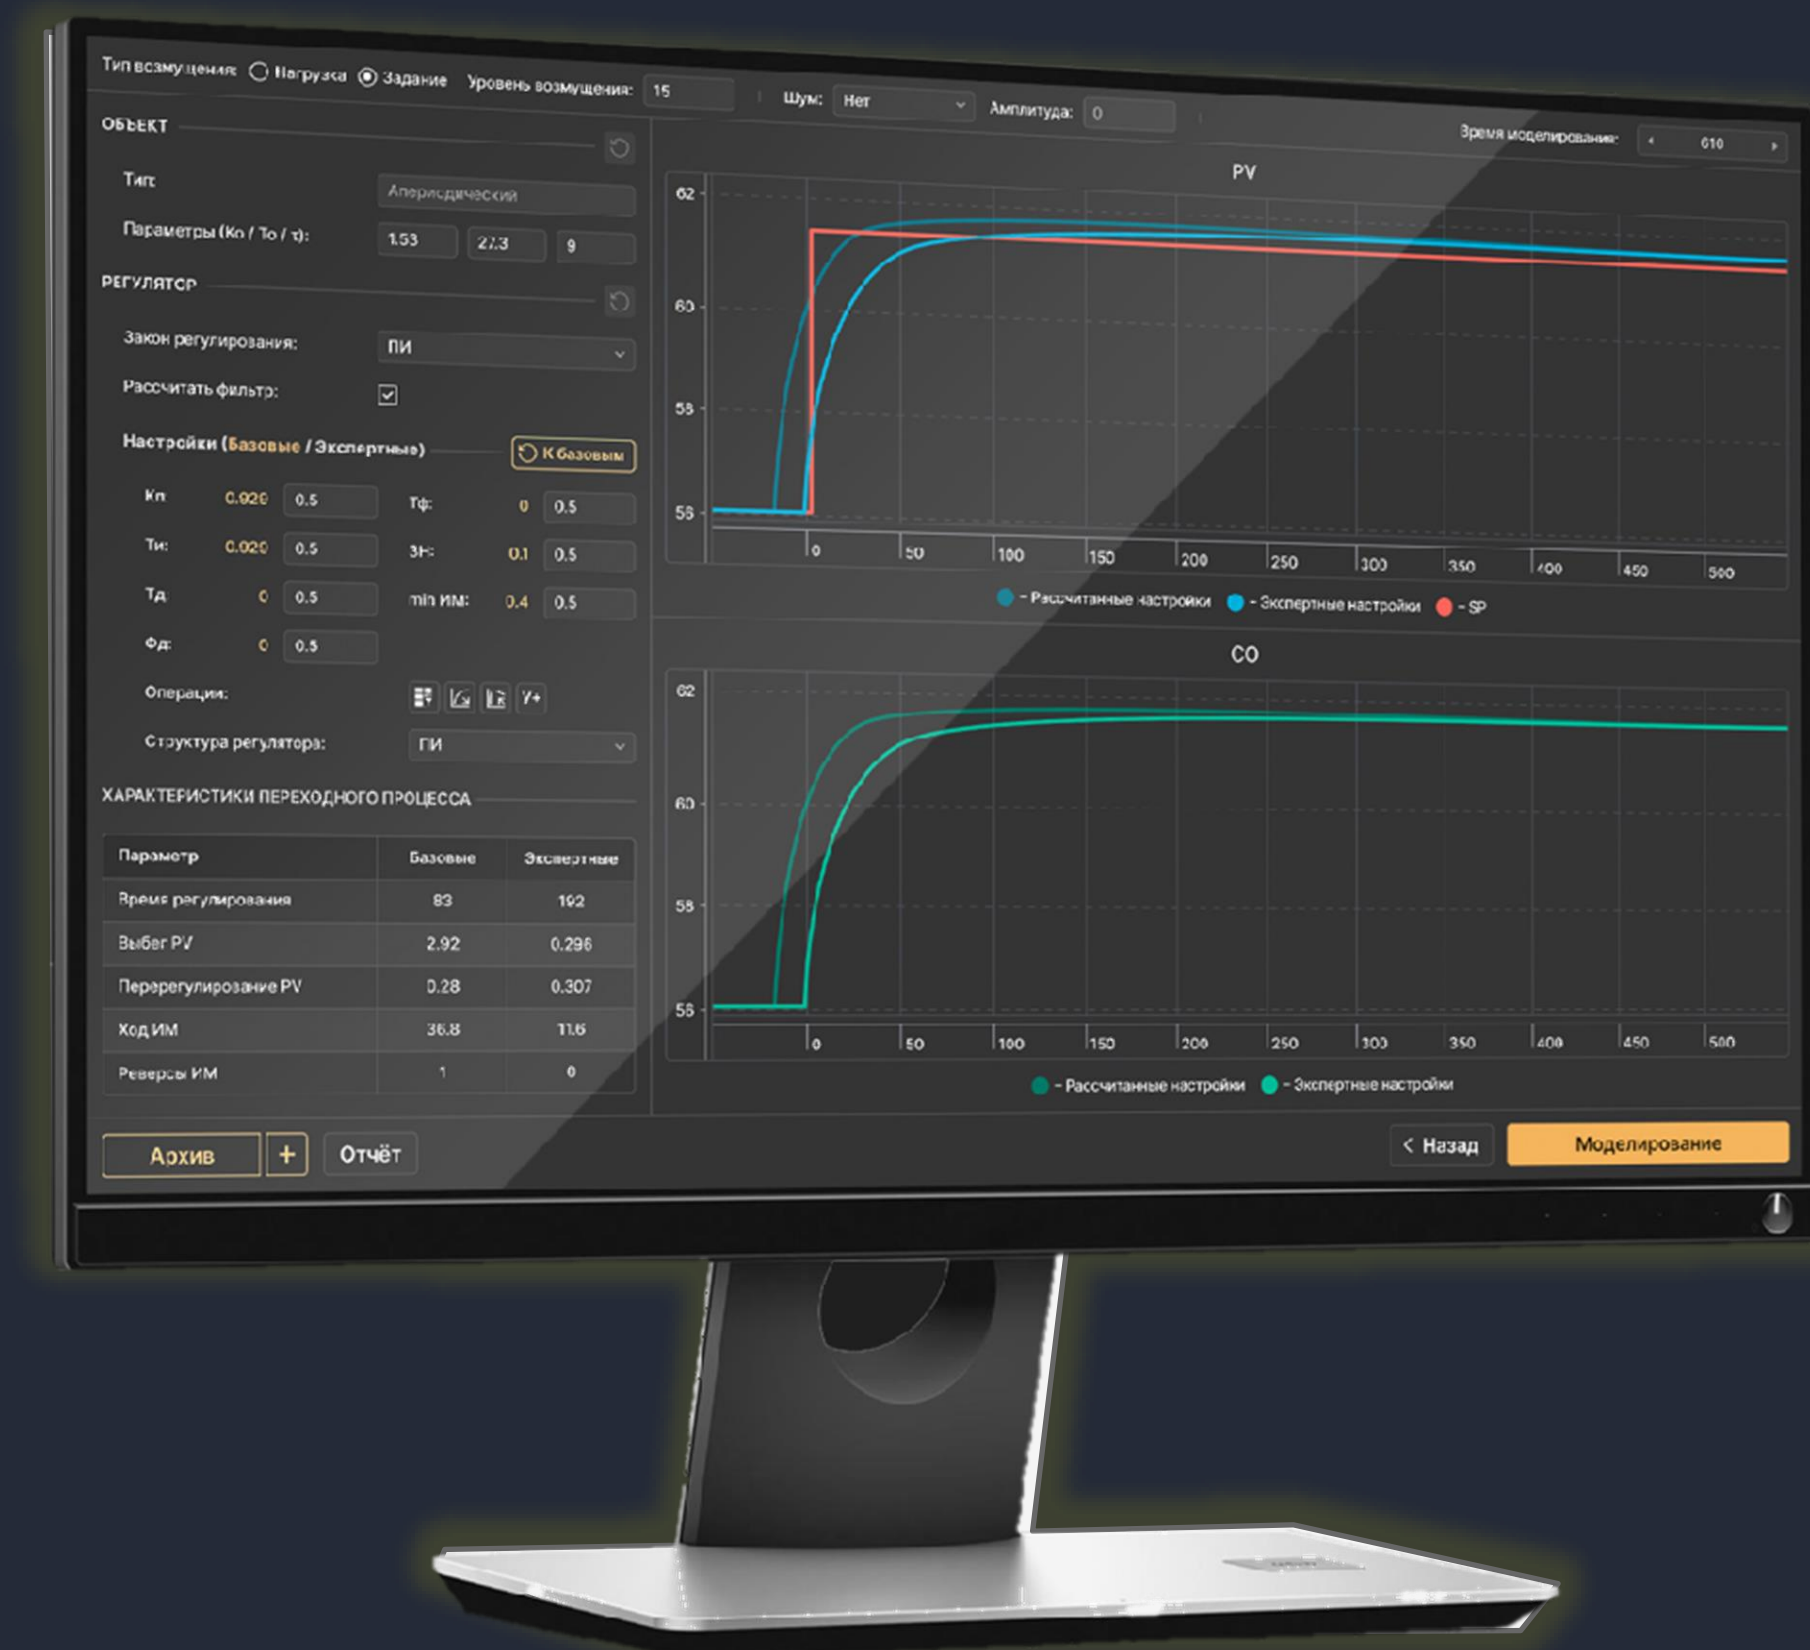 Тип возмущения: Нагрузка Задание Уровень возмущения: 15 Шум: Нет Амплитуда: 0 Время моделирования: 610
ОБЪЕКТ
Тип: Апериодический
Параметры (Ko / To / τ): 1.53 27.3 9
РЕГУЛЯТОР
Закон регулирования: ПИ
Рассчитать фильтр:
Настройки (Базовые / Экспертные) К базовым
Кп: 0.929 0.5 Тф: 0 0.5
Ти: 0.029 0.5 ЗН: 0.1 0.5
Тд: 0 0.5 min ИМ: 0.4 0.5
Фд: 0 0.5
Операции: Y+
Структура регулятора: ПИ
ХАРАКТЕРИСТИКИ ПЕРЕХОДНОГО ПРОЦЕССА
Параметр Базовые Экспертные
Время регулирования 83 192
Выбег PV 2.92 0.296
Перерегулирование PV 0.28 0.307
Ход ИМ 36.8 11.6
Реверсы ИМ 1 0
PV
62
60
58
56
0 50 100 150 200 250 300 350 400 450 500
- Рассчитанные настройки - Экспертные настройки - SP
CO
62
60
58
56
0 50 100 150 200 250 300 350 400 450 500
- Рассчитанные настройки - Экспертные настройки
Архив + Отчёт < Назад Моделирование